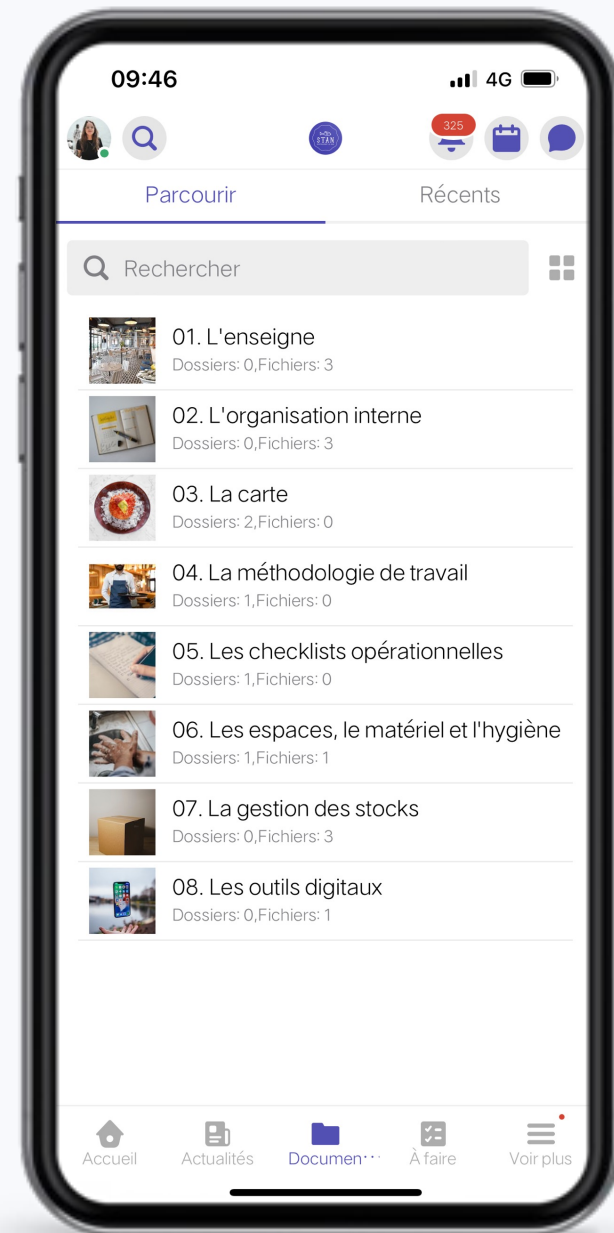 09:46
4G
STAN
325
Parcourir
Récents
Rechercher
01. L'enseigne
Dossiers: 0,Fichiers: 3
02. L'organisation interne
Dossiers: 0,Fichiers: 3
03. La carte
Dossiers: 2,Fichiers: 0
04. La méthodologie de travail
Dossiers: 1,Fichiers: 0
05. Les checklists opérationnelles
Dossiers: 1,Fichiers: 0
06. Les espaces, le matériel et l'hygiène
Dossiers: 1,Fichiers: 1
07. La gestion des stocks
Dossiers: 0,Fichiers: 3
08. Les outils digitaux
Dossiers: 0,Fichiers: 1
Accueil
Actualités
Documen···
À faire
Voir plus